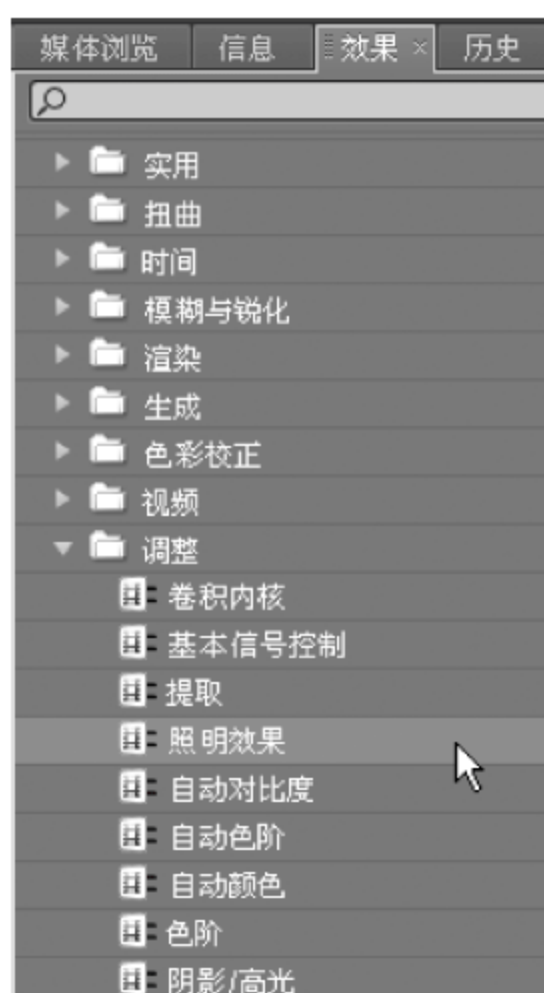 媒体浏览 信息 效果 × 历史
实用
扭曲
时间
模糊与锐化
渲染
生成
色彩校正
视频
调整
卷积内核
基本信号控制
提取
照明效果
自动对比度
自动色阶
自动颜色
色阶
阴影/高光